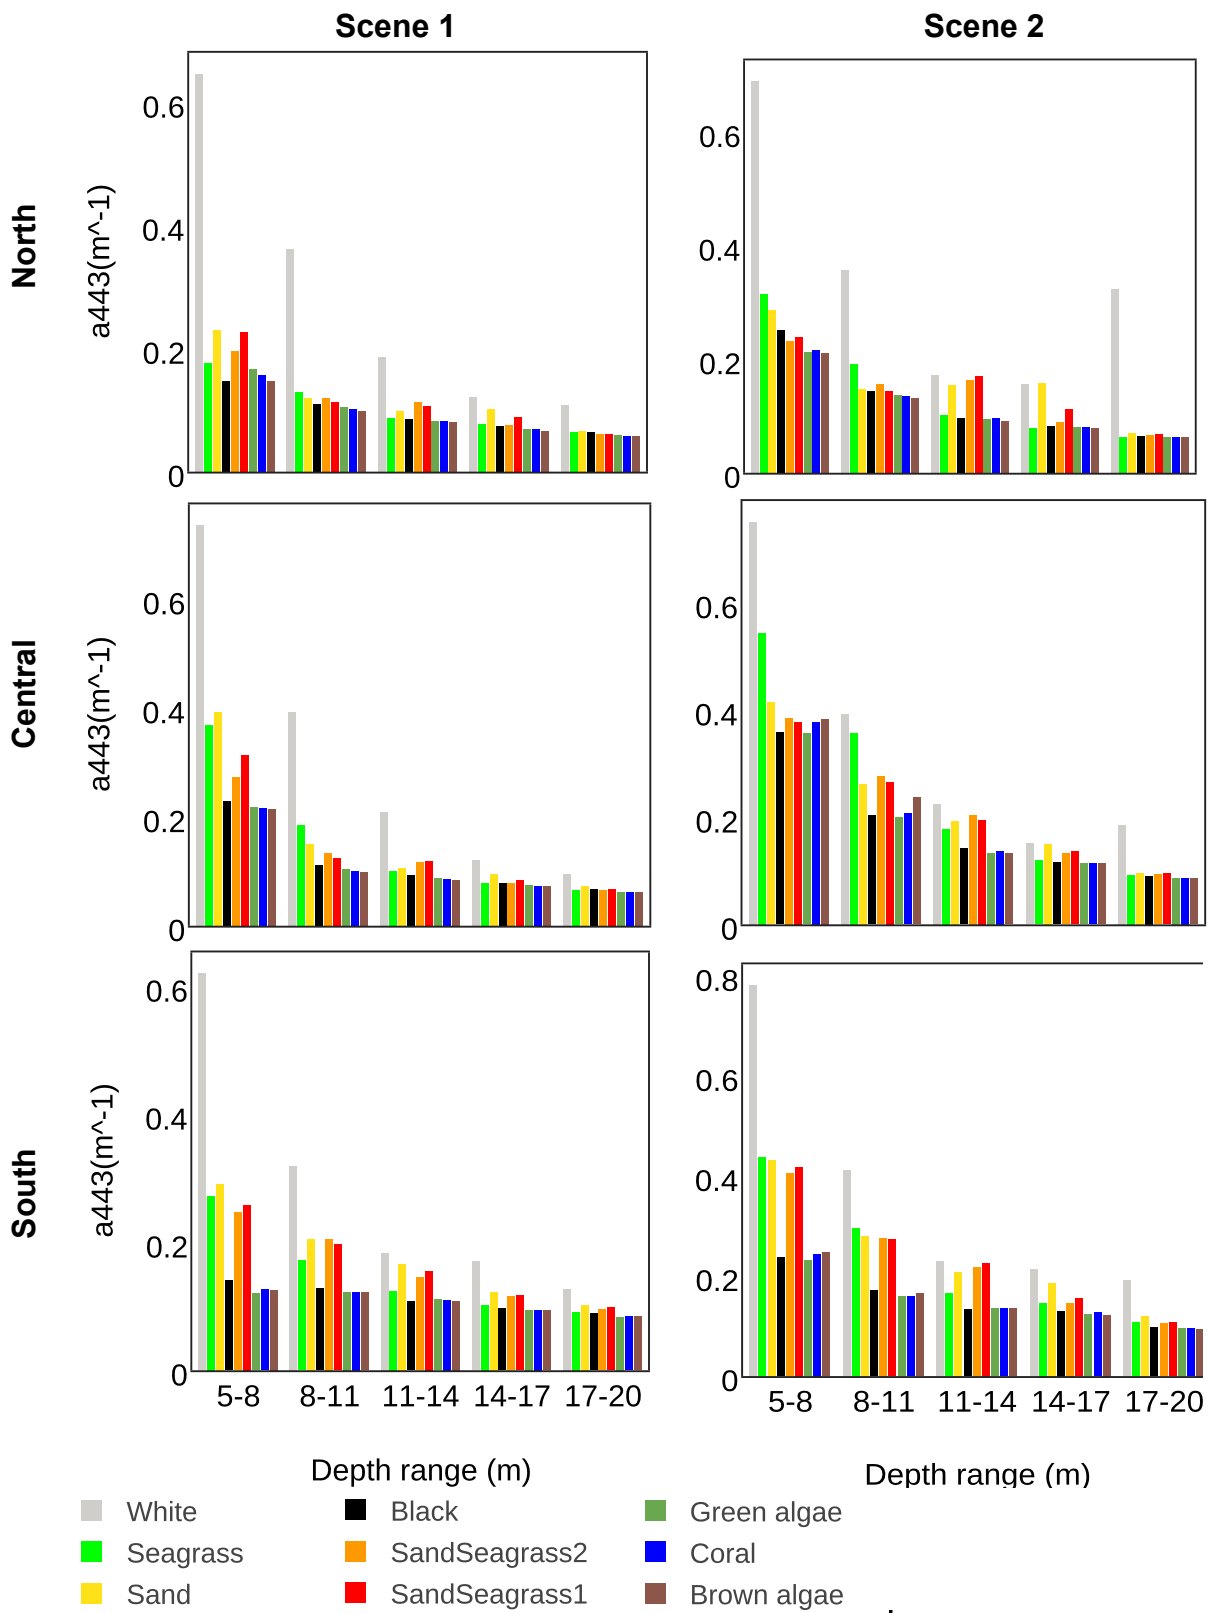 Scene 1
Scene 2
North
a443(m^-1)
0.6
0.4
0.2
0
0.6
0.4
0.2
0
Central
a443(m^-1)
0.6
0.4
0.2
0
0.6
0.4
0.2
0
South
a443(m^-1)
0.6
0.4
0.2
0
5-8 8-11 11-14 14-17 17-20
Depth range (m)
0.8
0.6
0.4
0.2
0
5-8 8-11 11-14 14-17 17-20
Depth range (m)
White
Black
Green algae
Seagrass
SandSeagrass2
Coral
Sand
SandSeagrass1
Brown algae